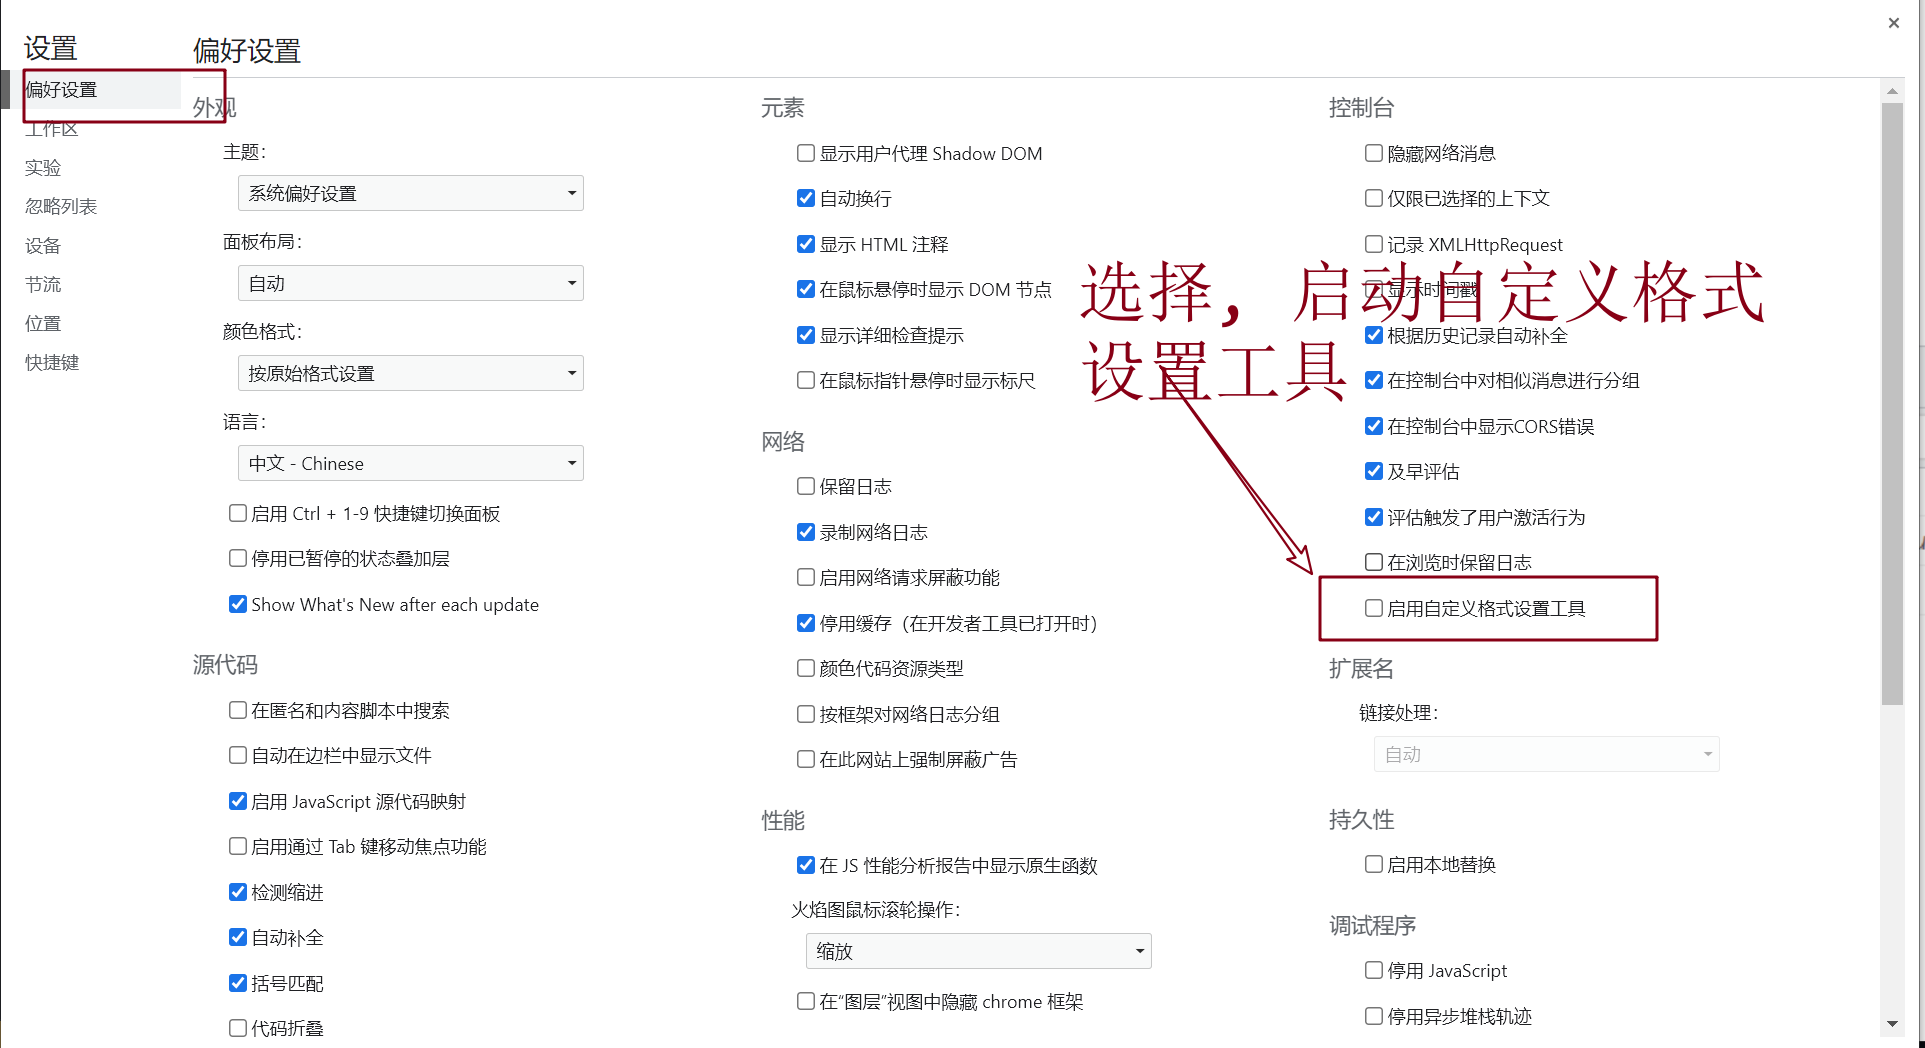 设置
偏好设置
工作区
实验
忽略列表
设备
节流
位置
快捷键
偏好设置
外观
主题：
系统偏好设置
面板布局：
自动
颜色格式：
按原始格式设置
语言：
中文 - Chinese
启用 Ctrl + 1-9 快捷键切换面板
停用已暂停的状态叠加层
Show What's New after each update
源代码
在匿名和内容脚本中搜索
自动在边栏中显示文件
启用 JavaScript 源代码映射
启用通过 Tab 键移动焦点功能
检测缩进
自动补全
括号匹配
代码折叠
元素
显示用户代理 Shadow DOM
自动换行
显示 HTML 注释
在鼠标悬停时显示 DOM 节点
显示详细检查提示
在鼠标指针悬停时显示标尺
网络
保留日志
录制网络日志
启用网络请求屏蔽功能
停用缓存（在开发者工具已打开时）
颜色代码资源类型
按框架对网络日志分组
在此网站上强制屏蔽广告
性能
在 JS 性能分析报告中显示原生函数
火焰图鼠标滚轮操作：
缩放
在“图层”视图中隐藏 chrome 框架
控制台
隐藏网络消息
仅限已选择的上下文
记录 XMLHttpRequest
显示时间戳
选择，启动自定义格式
设置工具
根据历史记录自动补全
在控制台中对相似消息进行分组
在控制台中显示CORS错误
及早评估
评估触发了用户激活行为
在浏览时保留日志
启用自定义格式设置工具
扩展名
链接处理：
自动
持久性
启用本地替换
调试程序
停用 JavaScript
停用异步堆栈轨迹